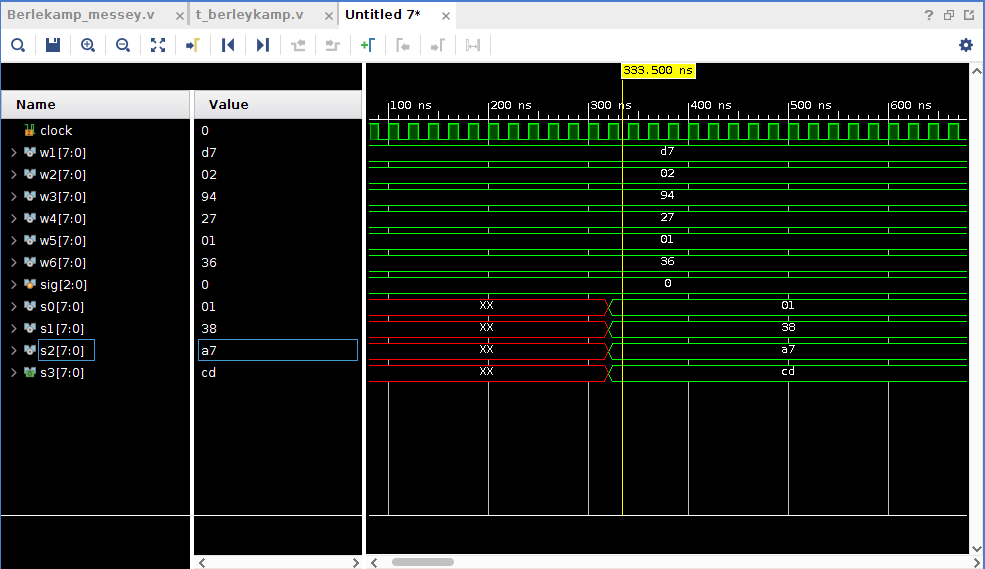 Berlekamp_messey.v × t_berleykamp.v × Untitled 7* ×
?
333.500 ns
Name Value
100 ns 200 ns 300 ns 400 ns 500 ns 600 ns
clock 0
w1[7:0] d7 d7
w2[7:0] 02 02
w3[7:0] 94 94
w4[7:0] 27 27
w5[7:0] 01 01
w6[7:0] 36 36
sig[2:0] 0 0
s0[7:0] 01 XX 01
s1[7:0] 38 XX 38
s2[7:0] a7 XX a7
s3[7:0] cd XX cd